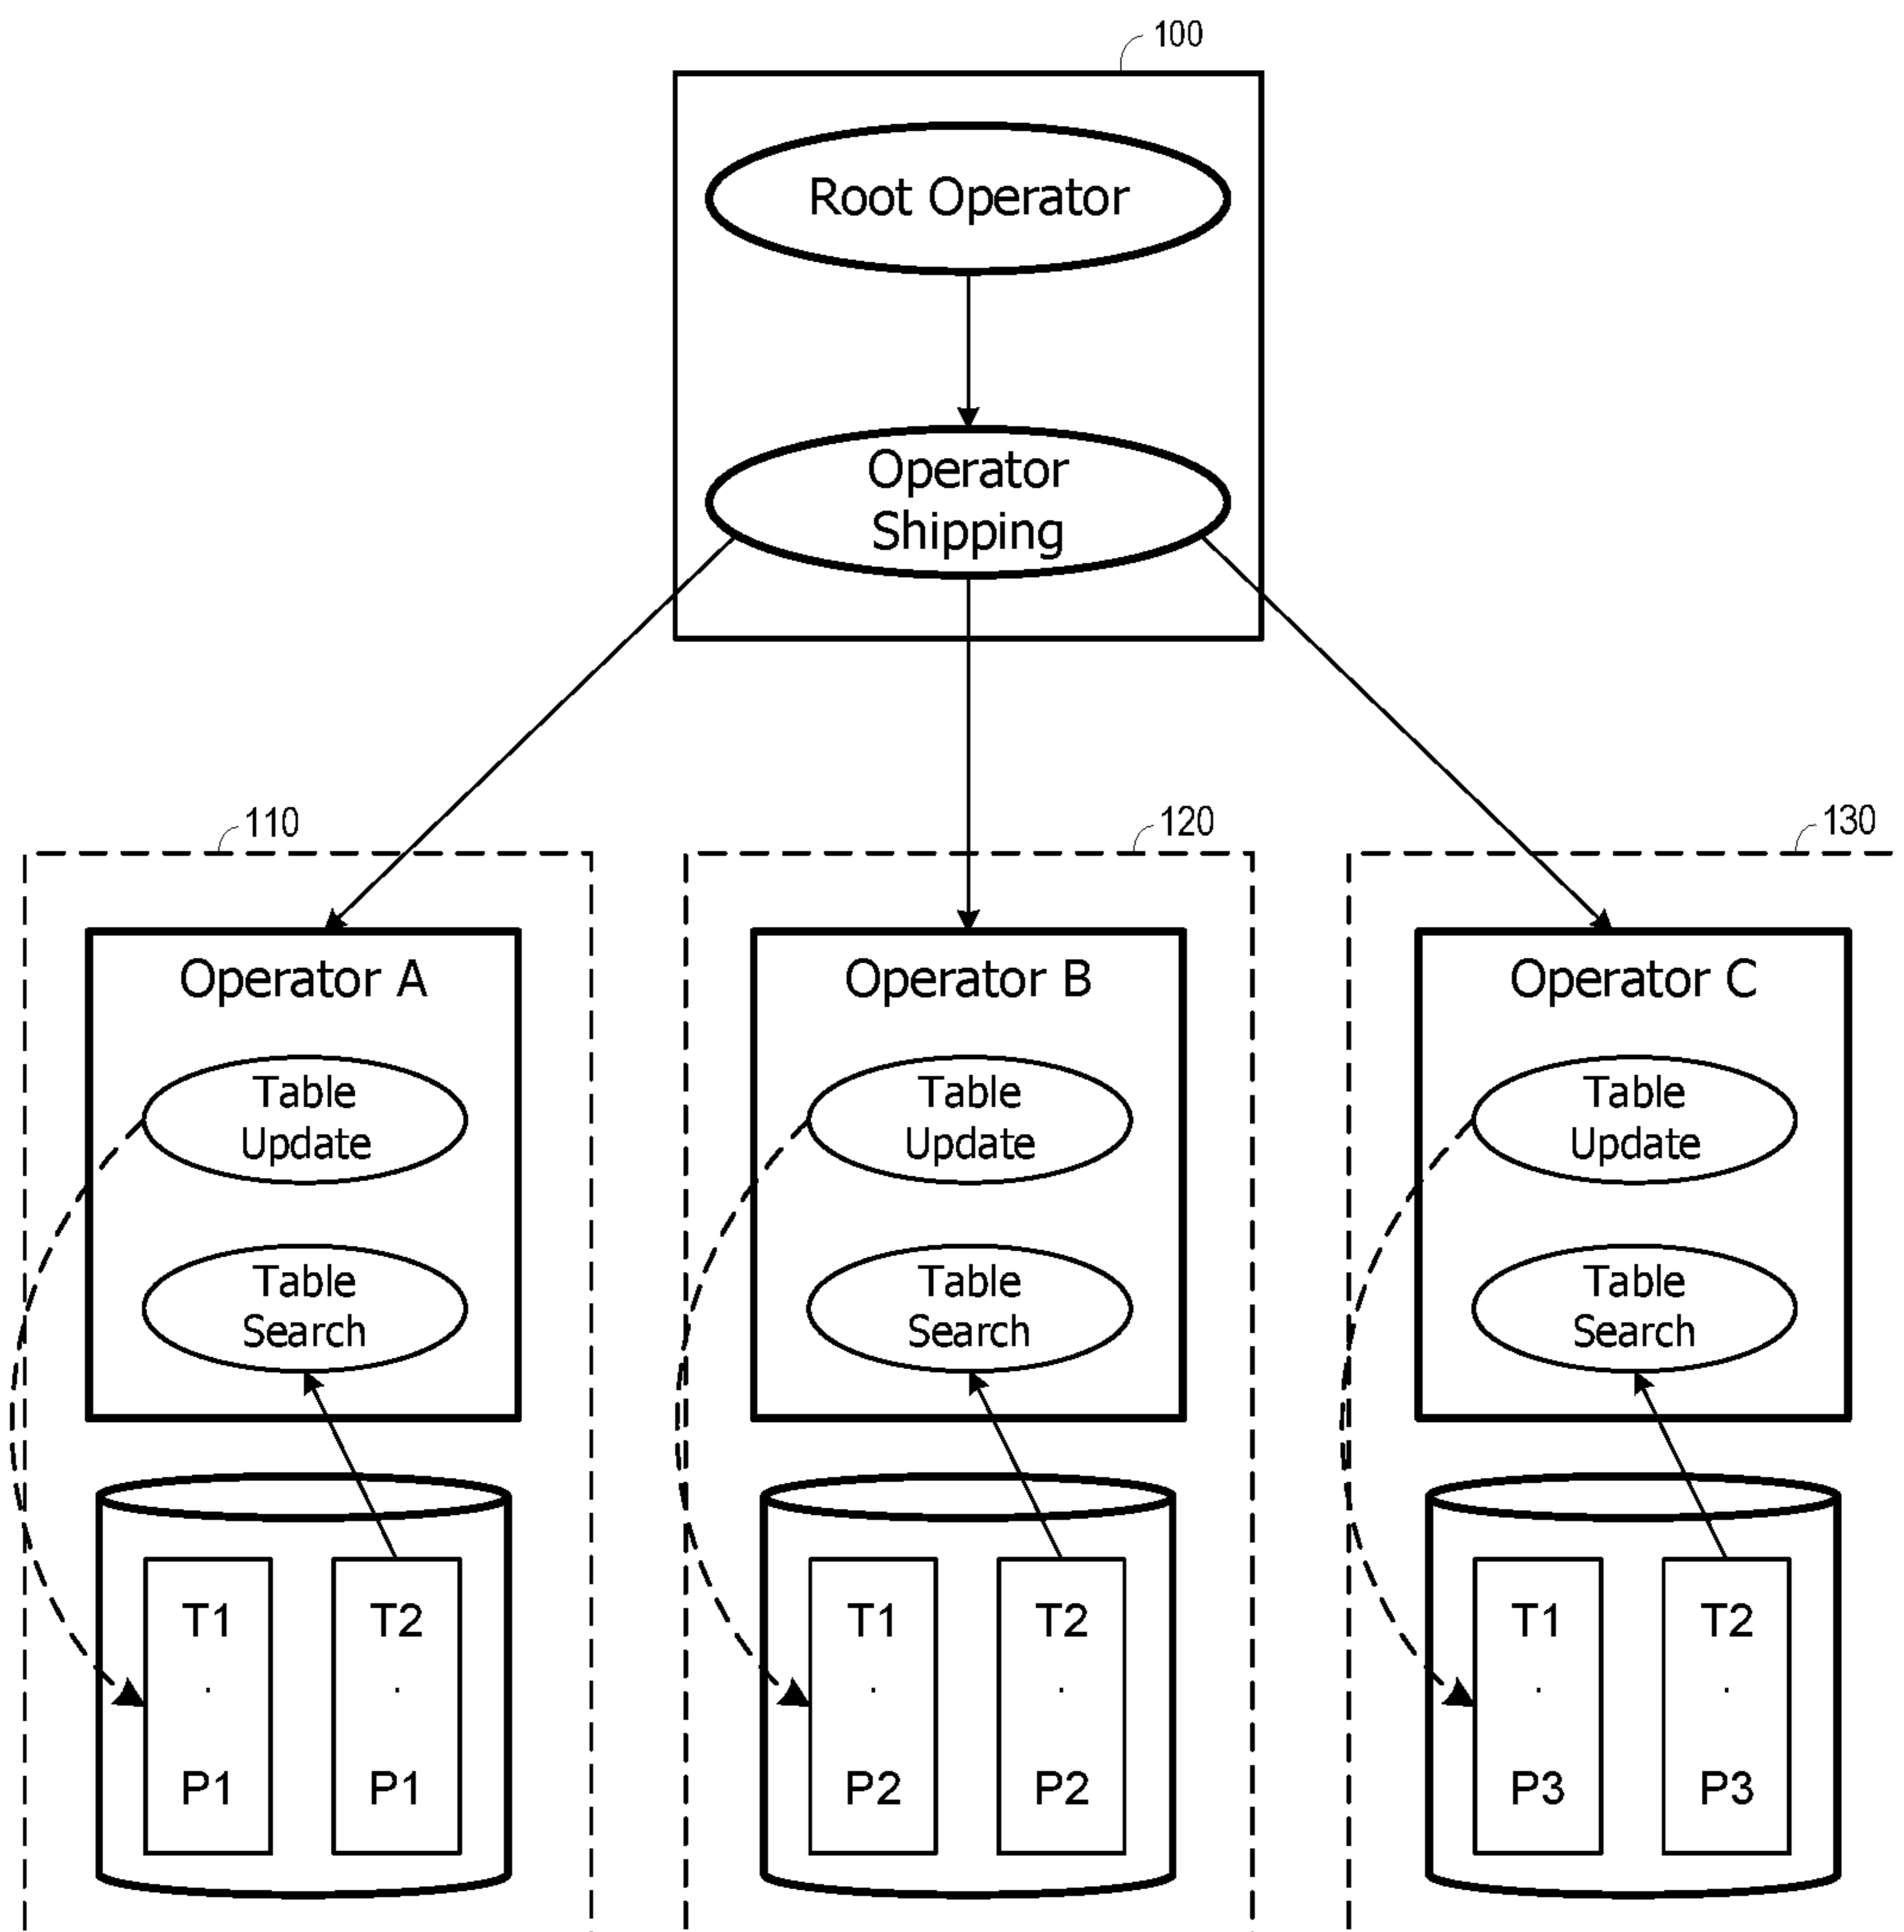 100
Root Operator
Operator
Shipping
110
120
130
Operator A
Table
Update
Table
Search
T1
.
P1
T2
.
P1
Operator B
Table
Update
Table
Search
T1
.
P2
T2
.
P2
Operator C
Table
Update
Table
Search
T1
.
P3
T2
.
P3